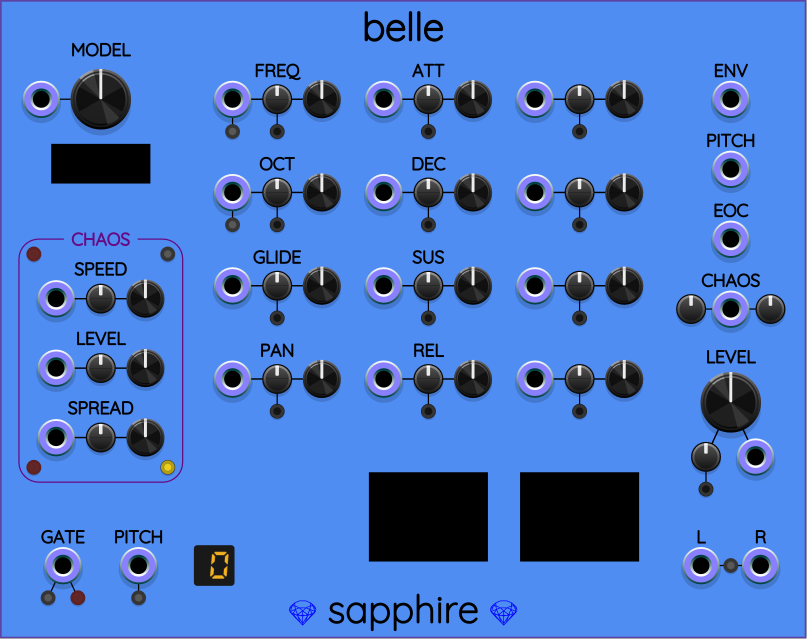 belle
MODEL
FREQ ATT ENV
PITCH
OCT DEC
EOC
CHAOS
SPEED
GLIDE SUS CHAOS
LEVEL
PAN REL LEVEL
SPREAD
GATE PITCH 0 L R
sapphire